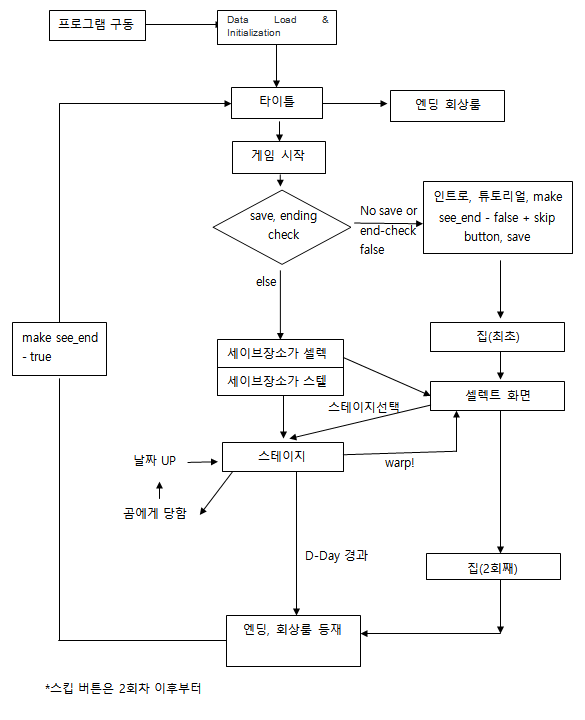 프로그램 구동
Data Load &
Initialization
타이틀
엔딩 회상룸
게임 시작
save, ending
check
No save or
end-check
false
인트로, 튜토리얼, make
see_end - false + skip
button, save
else
make see_end
- true
집(최초)
세이브장소가 셀렉
세이브장소가 스텔
셀렉트 화면
스테이지선택
스테이지
warp!
날짜 UP
곰에게 당함
D-Day 경과
집(2회째)
엔딩, 회상룸 등재
*스킵 버튼은 2회차 이후부터